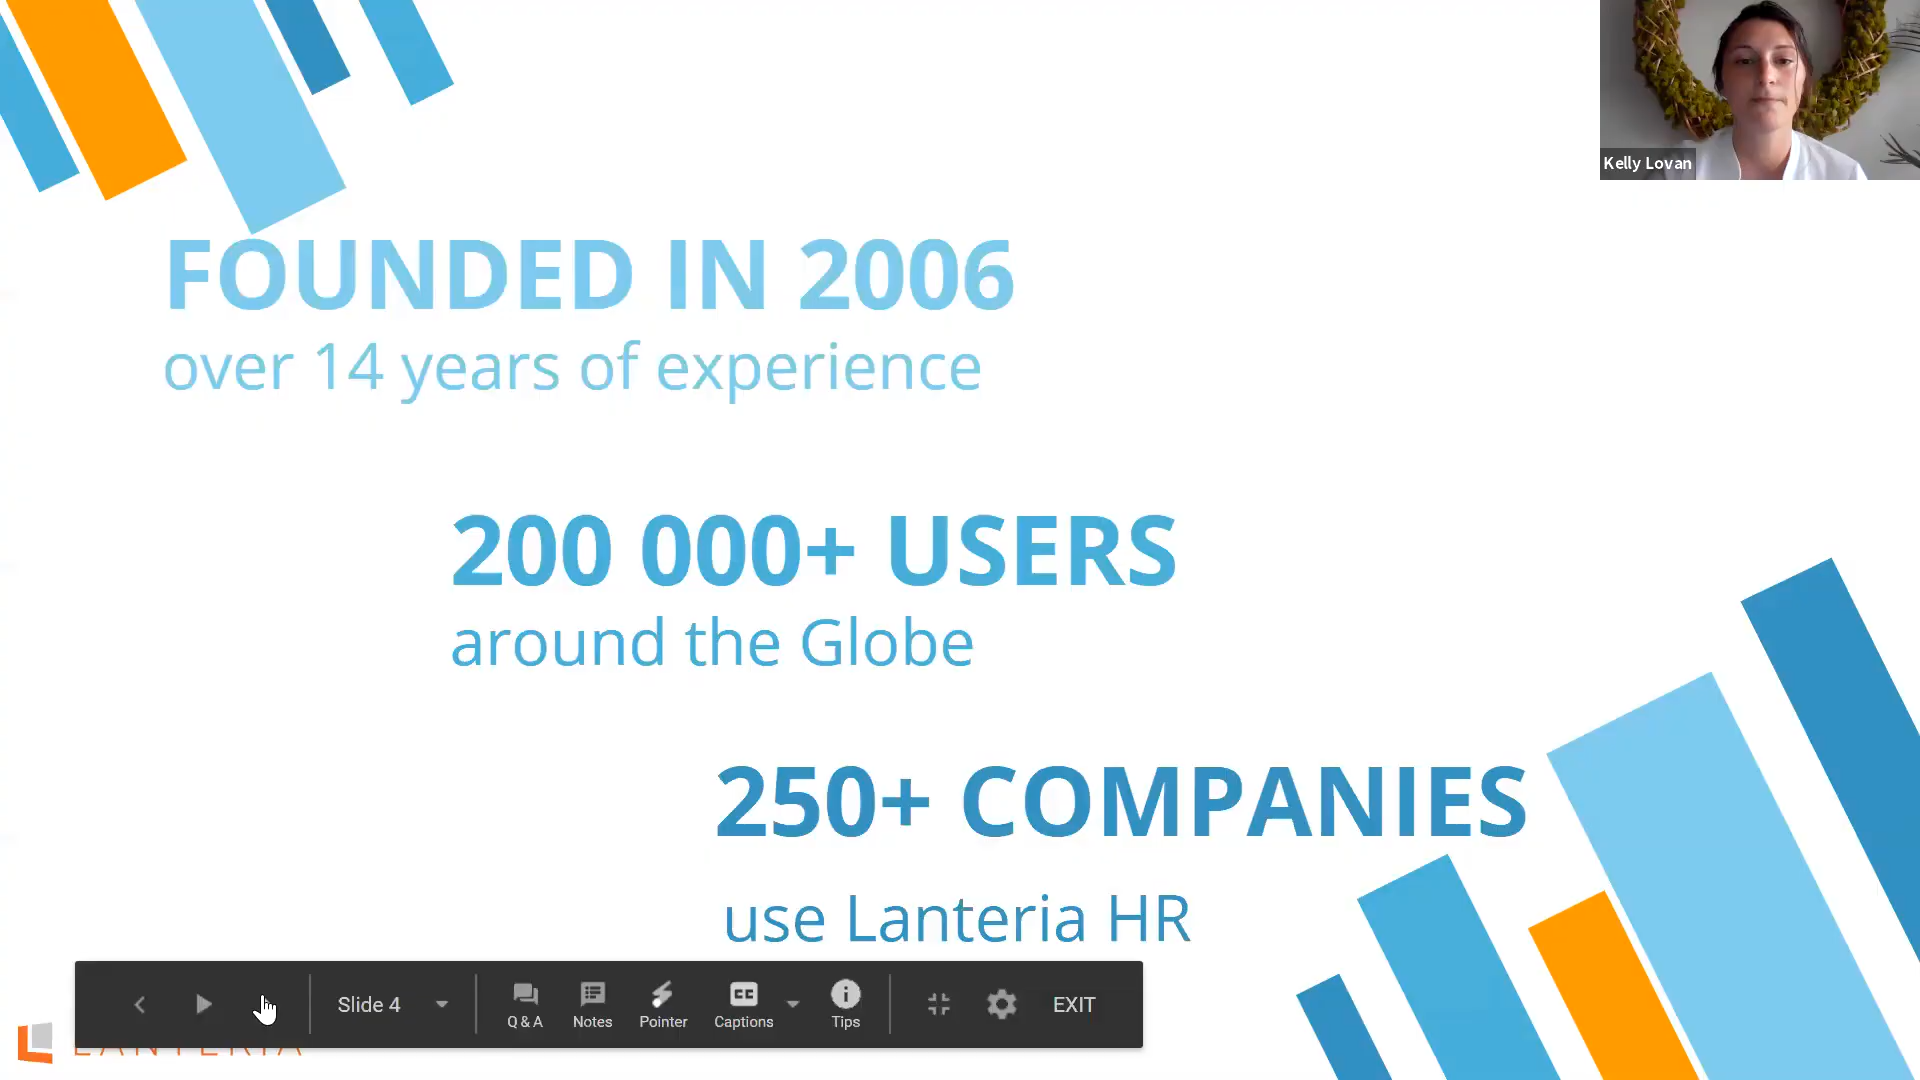 Kelly Lovan
FOUNDED IN 2006
over 14 years of experience
200 000+ USERS
around the Globe
250+ COMPANIES
use Lanteria HR
Slide 4
Q & A
Notes
Pointer
Captions
Tips
EXIT
LANTERIA